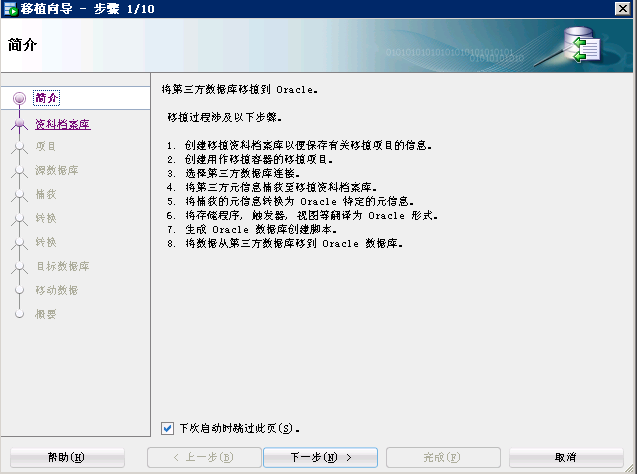 移植向导 - 步骤 1/10
简介
简介
资料档案库
项目
源数据库
捕获
转换
转换
目标数据库
移动数据
概要
将第三方数据库移植到 Oracle。
移植过程涉及以下步骤。
1. 创建移植资料档案库以便保存有关移植项目的信息。
2. 创建用作移植容器的移植项目。
3. 选择第三方数据库连接。
4. 将第三方元信息捕获至移植资料档案库。
5. 将捕获的元信息转换为 Oracle 特定的元信息。
6. 将存储程序, 触发器, 视图等翻译为 Oracle 形式。
7. 生成 Oracle 数据库创建脚本。
8. 将数据从第三方数据库移到 Oracle 数据库。
下次启动时跳过此页(S)。
帮助(H)
< 上一步(B)
下一步(N) >
完成(F)
取消